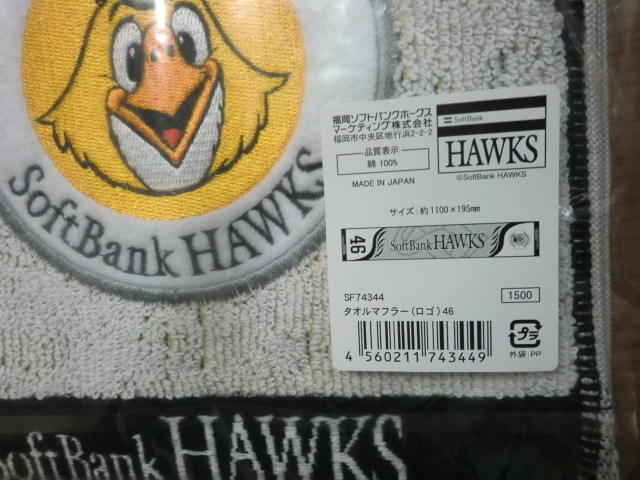 SoftBank HAWKS
福岡ソフトバンクホークス
マーケティング株式会社
福岡市中央区地行浜2-2-2
品質表示
綿 100%
MADE IN JAPAN
SoftBank
HAWKS
©SoftBank HAWKS
サイズ:約1100×195mm
46
SoftBank HAWKS
SF74344
1500
タオルマフラー(ロゴ)46
4 560211 743449
プラ
外袋:PP
SoftBank HAWKS